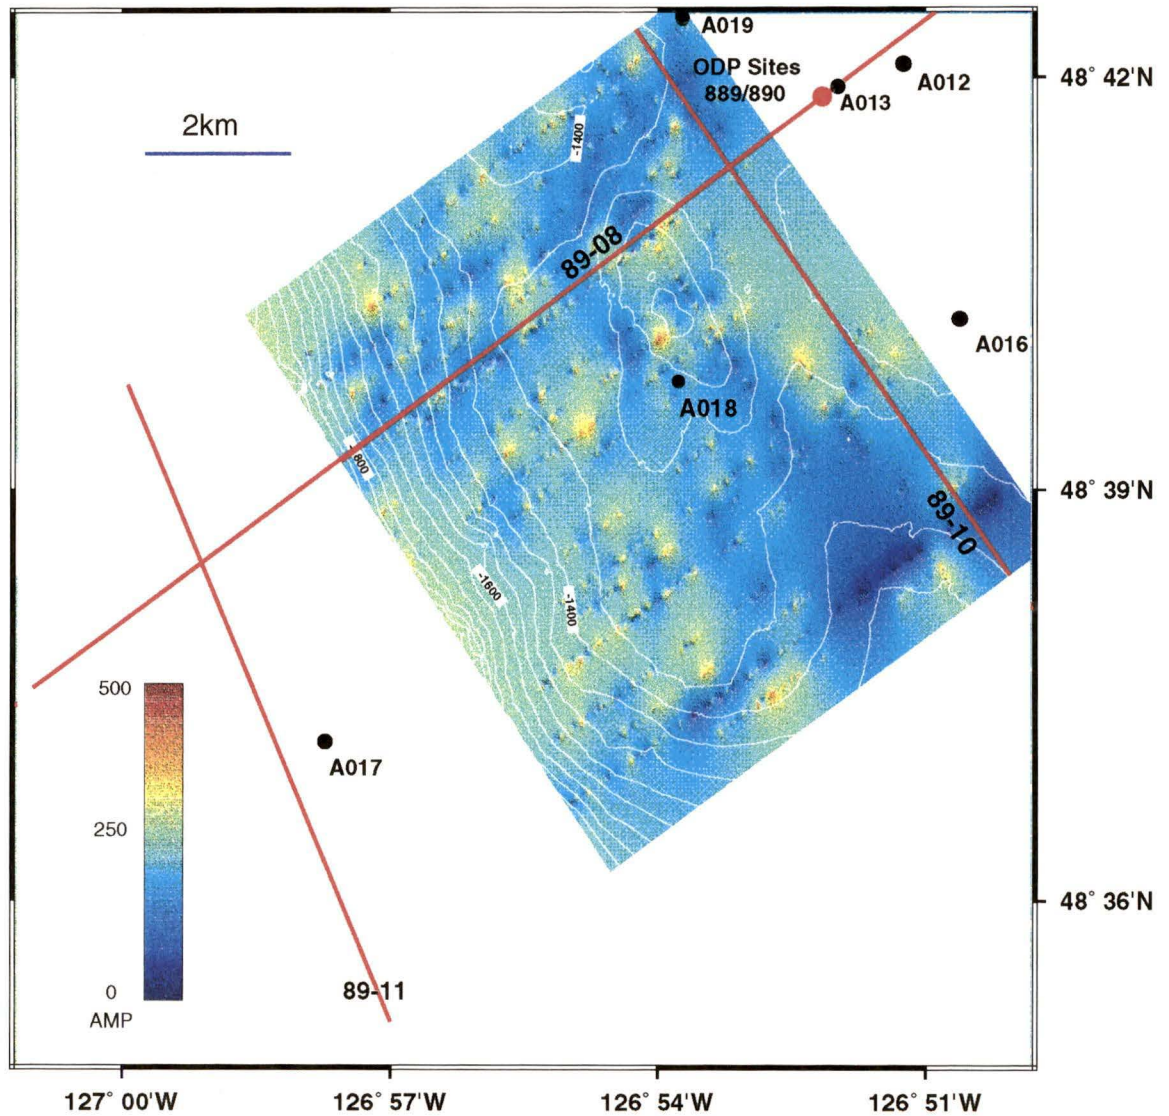 A019
ODP Sites
889/890
A012
A013
48° 42'N
2km
-1400
89-08
A016
A018
-1800
48° 39'N
89-10
-1600
-1400
500
A017
250
48° 36'N
0
89-11
AMP
127° 00'W
126° 57'W
126° 54'W
126° 51'W